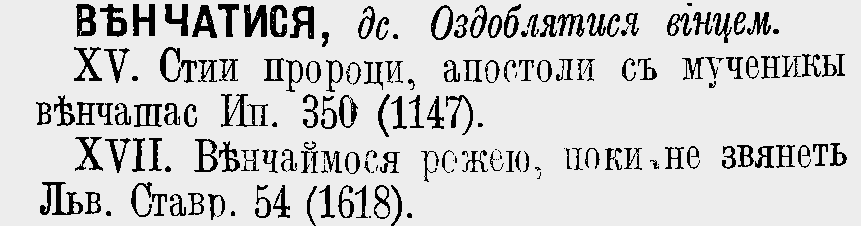 ВѢНЧАТИСЯ, дс. Оздоблятися вінцем.
XV. Стии пророци, апостоли съ мученикы
вѣнчашас Ип. 350 (1147).
XVII. Вѣнчаймося рожею, поки не звянеть
Льв. Ставр. 54 (1618).